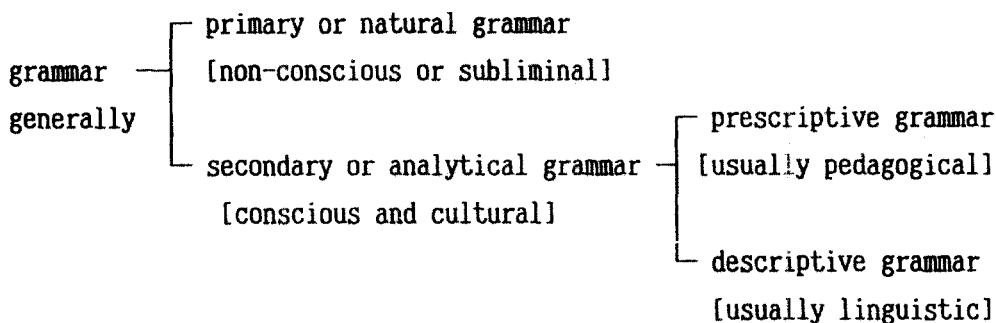 primary or natural grammar
grammar
[non-conscious or subliminal]
generally
prescriptive grammar
secondary or analytical grammar
[usually pedagogical]
[conscious and cultural]
descriptive grammar
[usually linguistic]